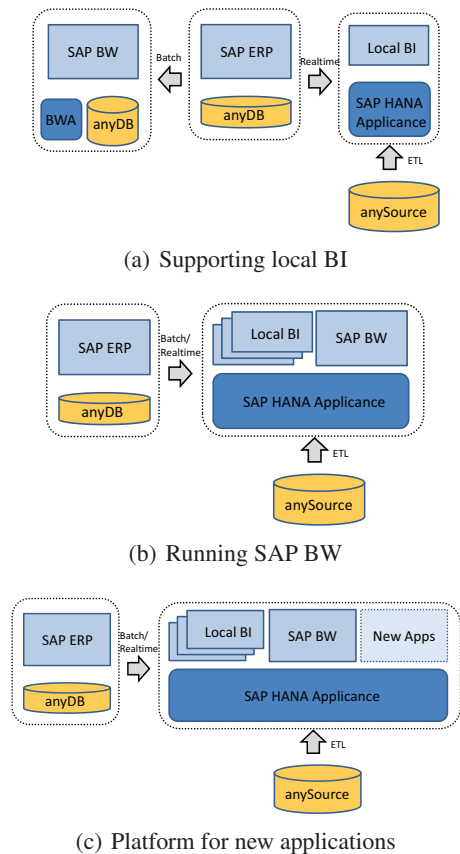 SAP BW
Batch
SAP ERP
Realtime
Local BI
BWA
anyDB
anyDB
SAP HANA
Applicance
ETL
anySource
(a) Supporting local BI
SAP ERP
Batch/
Realtime
Local BI
SAP BW
anyDB
SAP HANA Applicance
ETL
anySource
(b) Running SAP BW
SAP ERP
Batch/
Realtime
Local BI
SAP BW
New Apps
anyDB
SAP HANA Applicance
ETL
anySource
(c) Platform for new applications